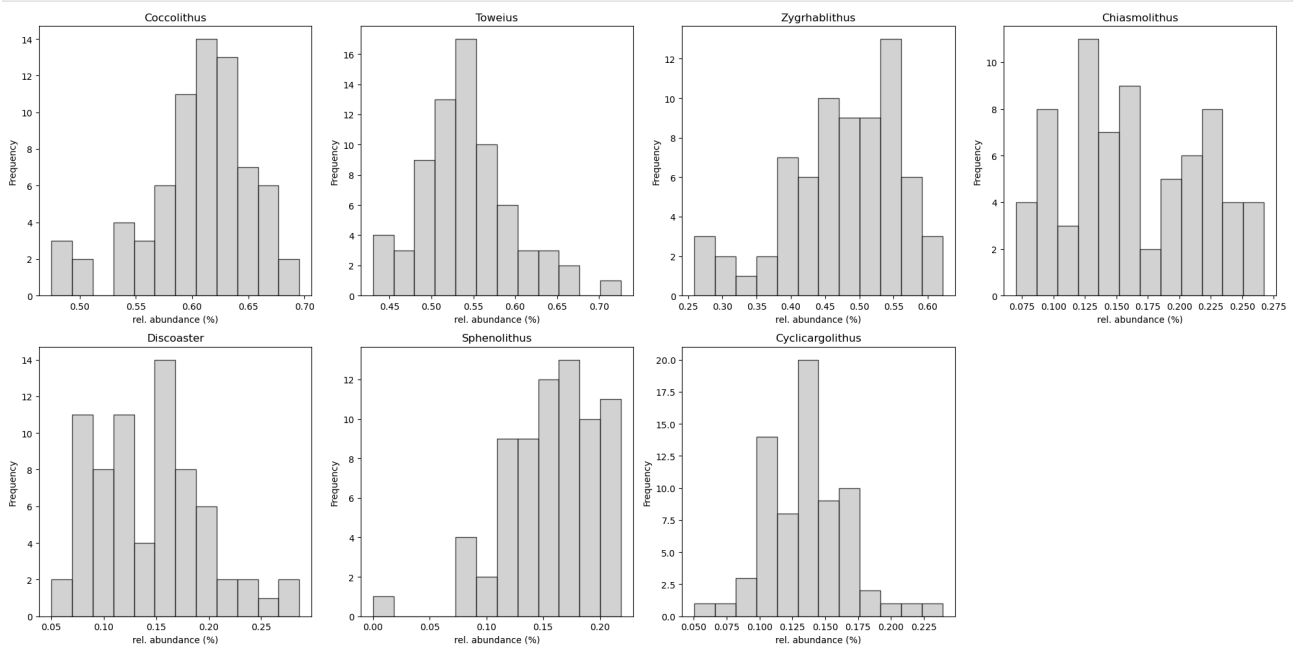 Coccolithus
Frequency
14
12
10
8
6
4
2
0
0.50 0.55 0.60 0.65 0.70
rel. abundance (%)
Toweius
Frequency
16
14
12
10
8
6
4
2
0
0.45 0.50 0.55 0.60 0.65 0.70
rel. abundance (%)
Zygrhablithus
Frequency
12
10
8
6
4
2
0
0.25 0.30 0.35 0.40 0.45 0.50 0.55 0.60
rel. abundance (%)
Chiasmolithus
Frequency
10
8
6
4
2
0
0.075 0.100 0.125 0.150 0.175 0.200 0.225 0.250 0.275
rel. abundance (%)
Discoaster
Frequency
14
12
10
8
6
4
2
0
0.05 0.10 0.15 0.20 0.25
rel. abundance (%)
Sphenolithus
Frequency
12
10
8
6
4
2
0
0.00 0.05 0.10 0.15 0.20
rel. abundance (%)
Cyclicargolithus
Frequency
20.0
17.5
15.0
12.5
10.0
7.5
5.0
2.5
0.0
0.050 0.075 0.100 0.125 0.150 0.175 0.200 0.225
rel. abundance (%)